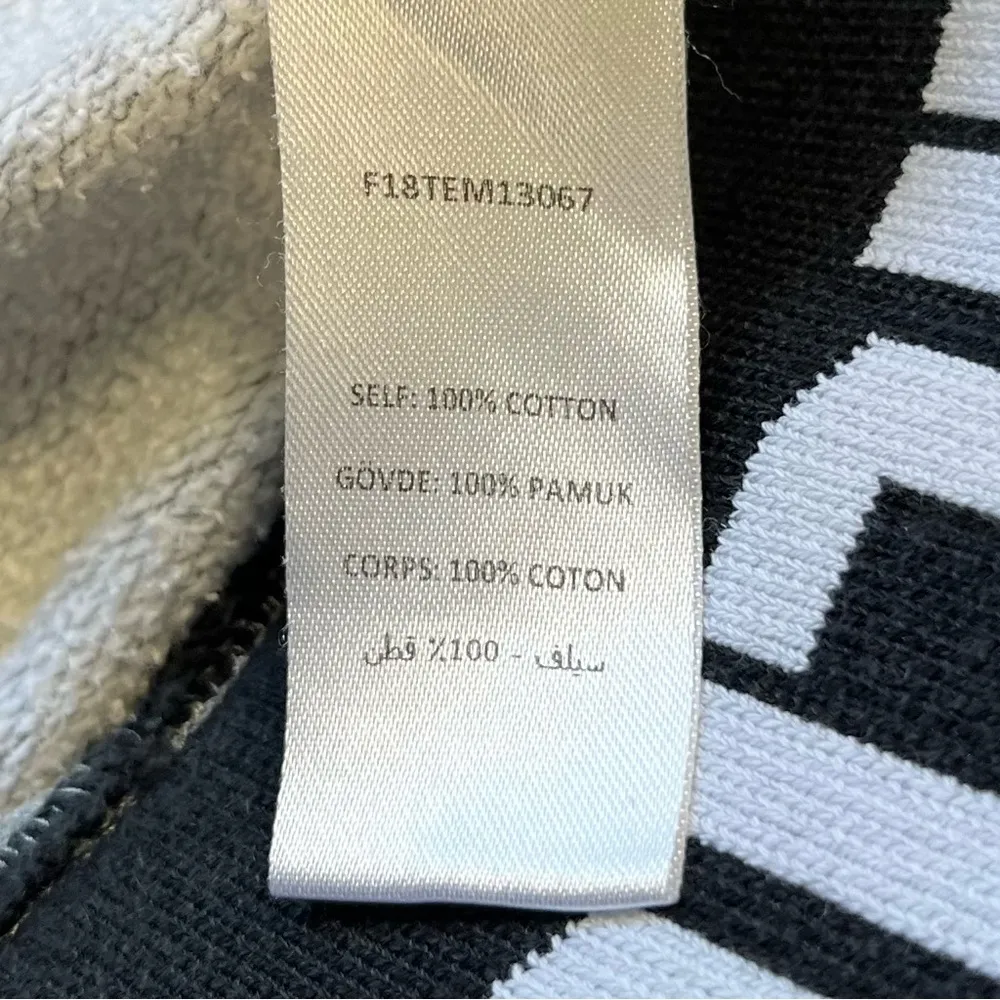 F18TEM13067
SELF: 100% COTTON
GOVDE: 100% PAMUK
CORPS: 100% COTON
سيلف - 100٪ قطن